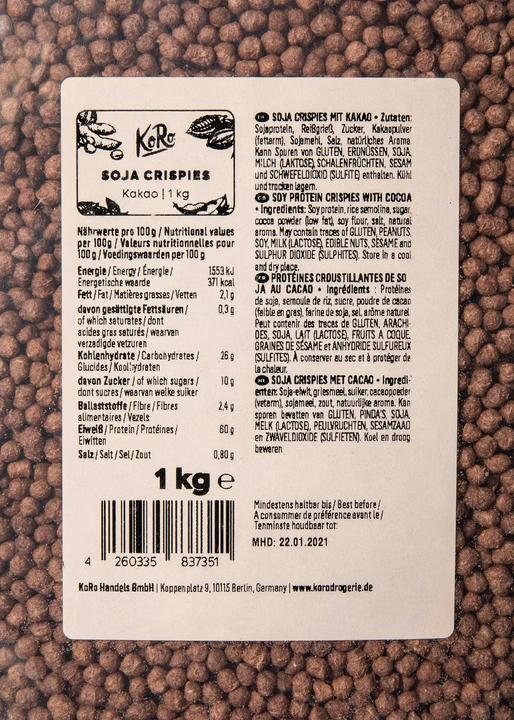 KoRo
SOJA CRISPIES
Kakao | 1 kg
Nährwerte pro 100 g / Nutritional values
per 100g / Valeurs nutritionnelles pour
100 g / Voedingswaarden per 100 g
Energie / Energy / Énergie / 1553 kJ
Energetische waarde 371 kcal
Fett / Fat / Matières grasses / Vetten 2,1 g
davon gesättigte Fettsäuren / 0,3 g
of which saturates / dont
acides gras saturés / waarvan
verzadigde vetzuren
Kohlenhydrate / Carbohydrates / 28 g
Glucides / Koolhydraten
davon Zucker / of which sugars / 10 g
dont sucres / waarvan welke suiker
Ballaststoffe / Fibre / Fibres 2,4 g
alimentaires / Vezels
Eiweiß / Protein / Protéines / 60 g
Eiwitten
Salz / Salt / Sel / Zout 0,80 g
1 kg e
4 260335 837351
KoRo Handels GmbH | Koppenplatz 9, 10115 Berlin, Germany | www.korodrogerie.de
DE SOJA CRISPIES MIT KAKAO • Zutaten:
Sojaprotein, Reißgrieß, Zucker, Kakaopulver
(fettarm), Sojamehl, Salz, natürliches Aroma.
Kann Spuren von GLUTEN, ERDNÜSSEN, SOJA,
MILCH (LAKTOSE), SCHALENFRÜCHTEN, SESAM
und SCHWEFELDIOXID (SULFITE) enthalten. Kühl
und trocken lagern.
SOY PROTEIN CRISPIES WITH COCOA
• Ingredients: Soy protein, rice semolina, sugar,
cocoa powder (low fat), soy flour, salt, natural
aroma. May contain traces of GLUTEN, PEANUTS,
SOY, MILK (LACTOSE), EDIBLE NUTS, SESAME and
SULPHUR DIOXIDE (SULPHITES). Store in a cool
and dry place.
PROTÉINES CROUSTILLANTES DE SO
JA AU CACAO • Ingrédients : Protéines
de soja, semoule de riz, sucre, poudre de cacao
(faible en gras), farine de soja, sel, arôme naturel.
Peut contenir des traces de GLUTEN, ARACHI-
DES, SOJA, LAIT (LACTOSE), FRUITS A COQUE,
GRAINES DE SÉSAME et ANHYDRIDE SULFUREUX
(SULFITES). À conserver au sec et à protéger de
la chaleur.
SOJA CRISPIES MET CACAO • Ingredi-
enten: Soja-eiwit, griesmeel, suiker, cacaopoeder
(vetarm), sojameel, zout, natuurlijke aroma. Kan
sporen bevatten van GLUTEN, PINDA'S, SOJA,
MELK (LACTOSE), PEULVRUCHTEN, SESAMZAAD
en ZWAVELDIOXIDE (SULFIETEN). Koel en droog
bewaren
Mindestens haltbar bis / Best before /
A consommer de préférence avant le /
Tenminste houdbaar tot:
MHD: 22.01.2021